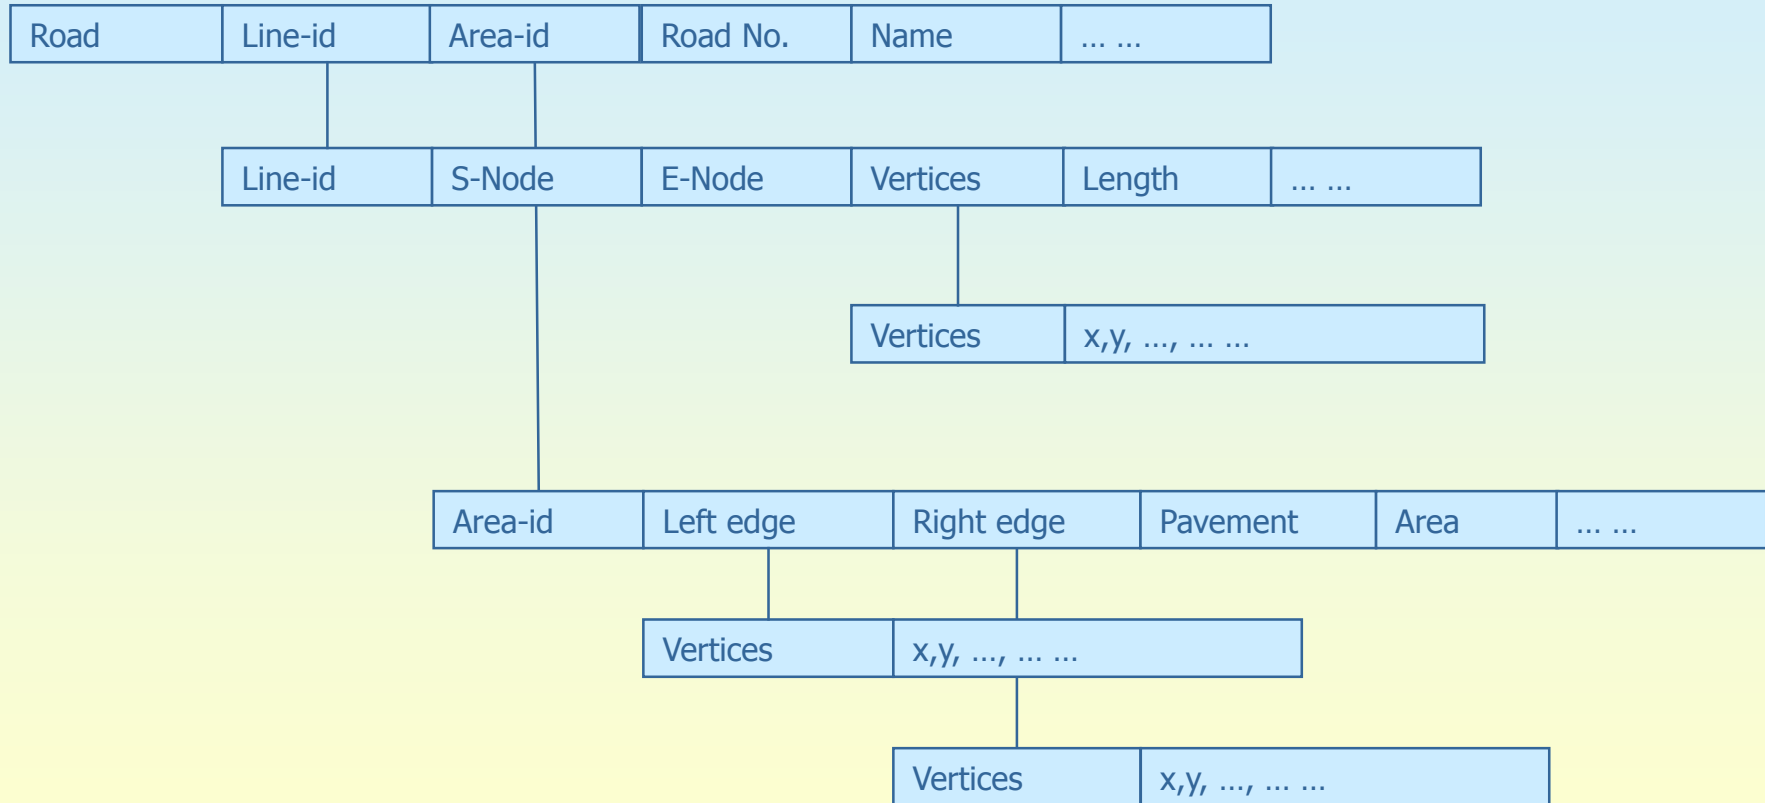 Road Line-id Area-id Road No. Name ... ...
Line-id S-Node E-Node Vertices Length ... ...
Vertices x,y, ..., ... ...
Area-id Left edge Right edge Pavement Area ... ...
Vertices x,y, ..., ... ...
Vertices x,y, ..., ... ...